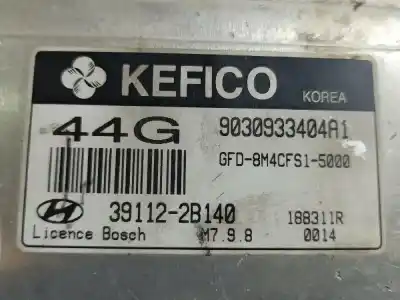 KEFICO KOREA
44G 9030933404A1
GFD-8M4CFS1-5000
39112-2B140 188311R
Licence Bosch M7.9.8 0014